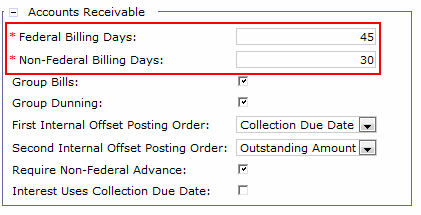 Accounts Receivable
* Federal Billing Days: 45
* Non-Federal Billing Days: 30
Group Bills:
Group Dunning:
First Internal Offset Posting Order: Collection Due Date
Second Internal Offset Posting Order: Outstanding Amount
Require Non-Federal Advance:
Interest Uses Collection Due Date: